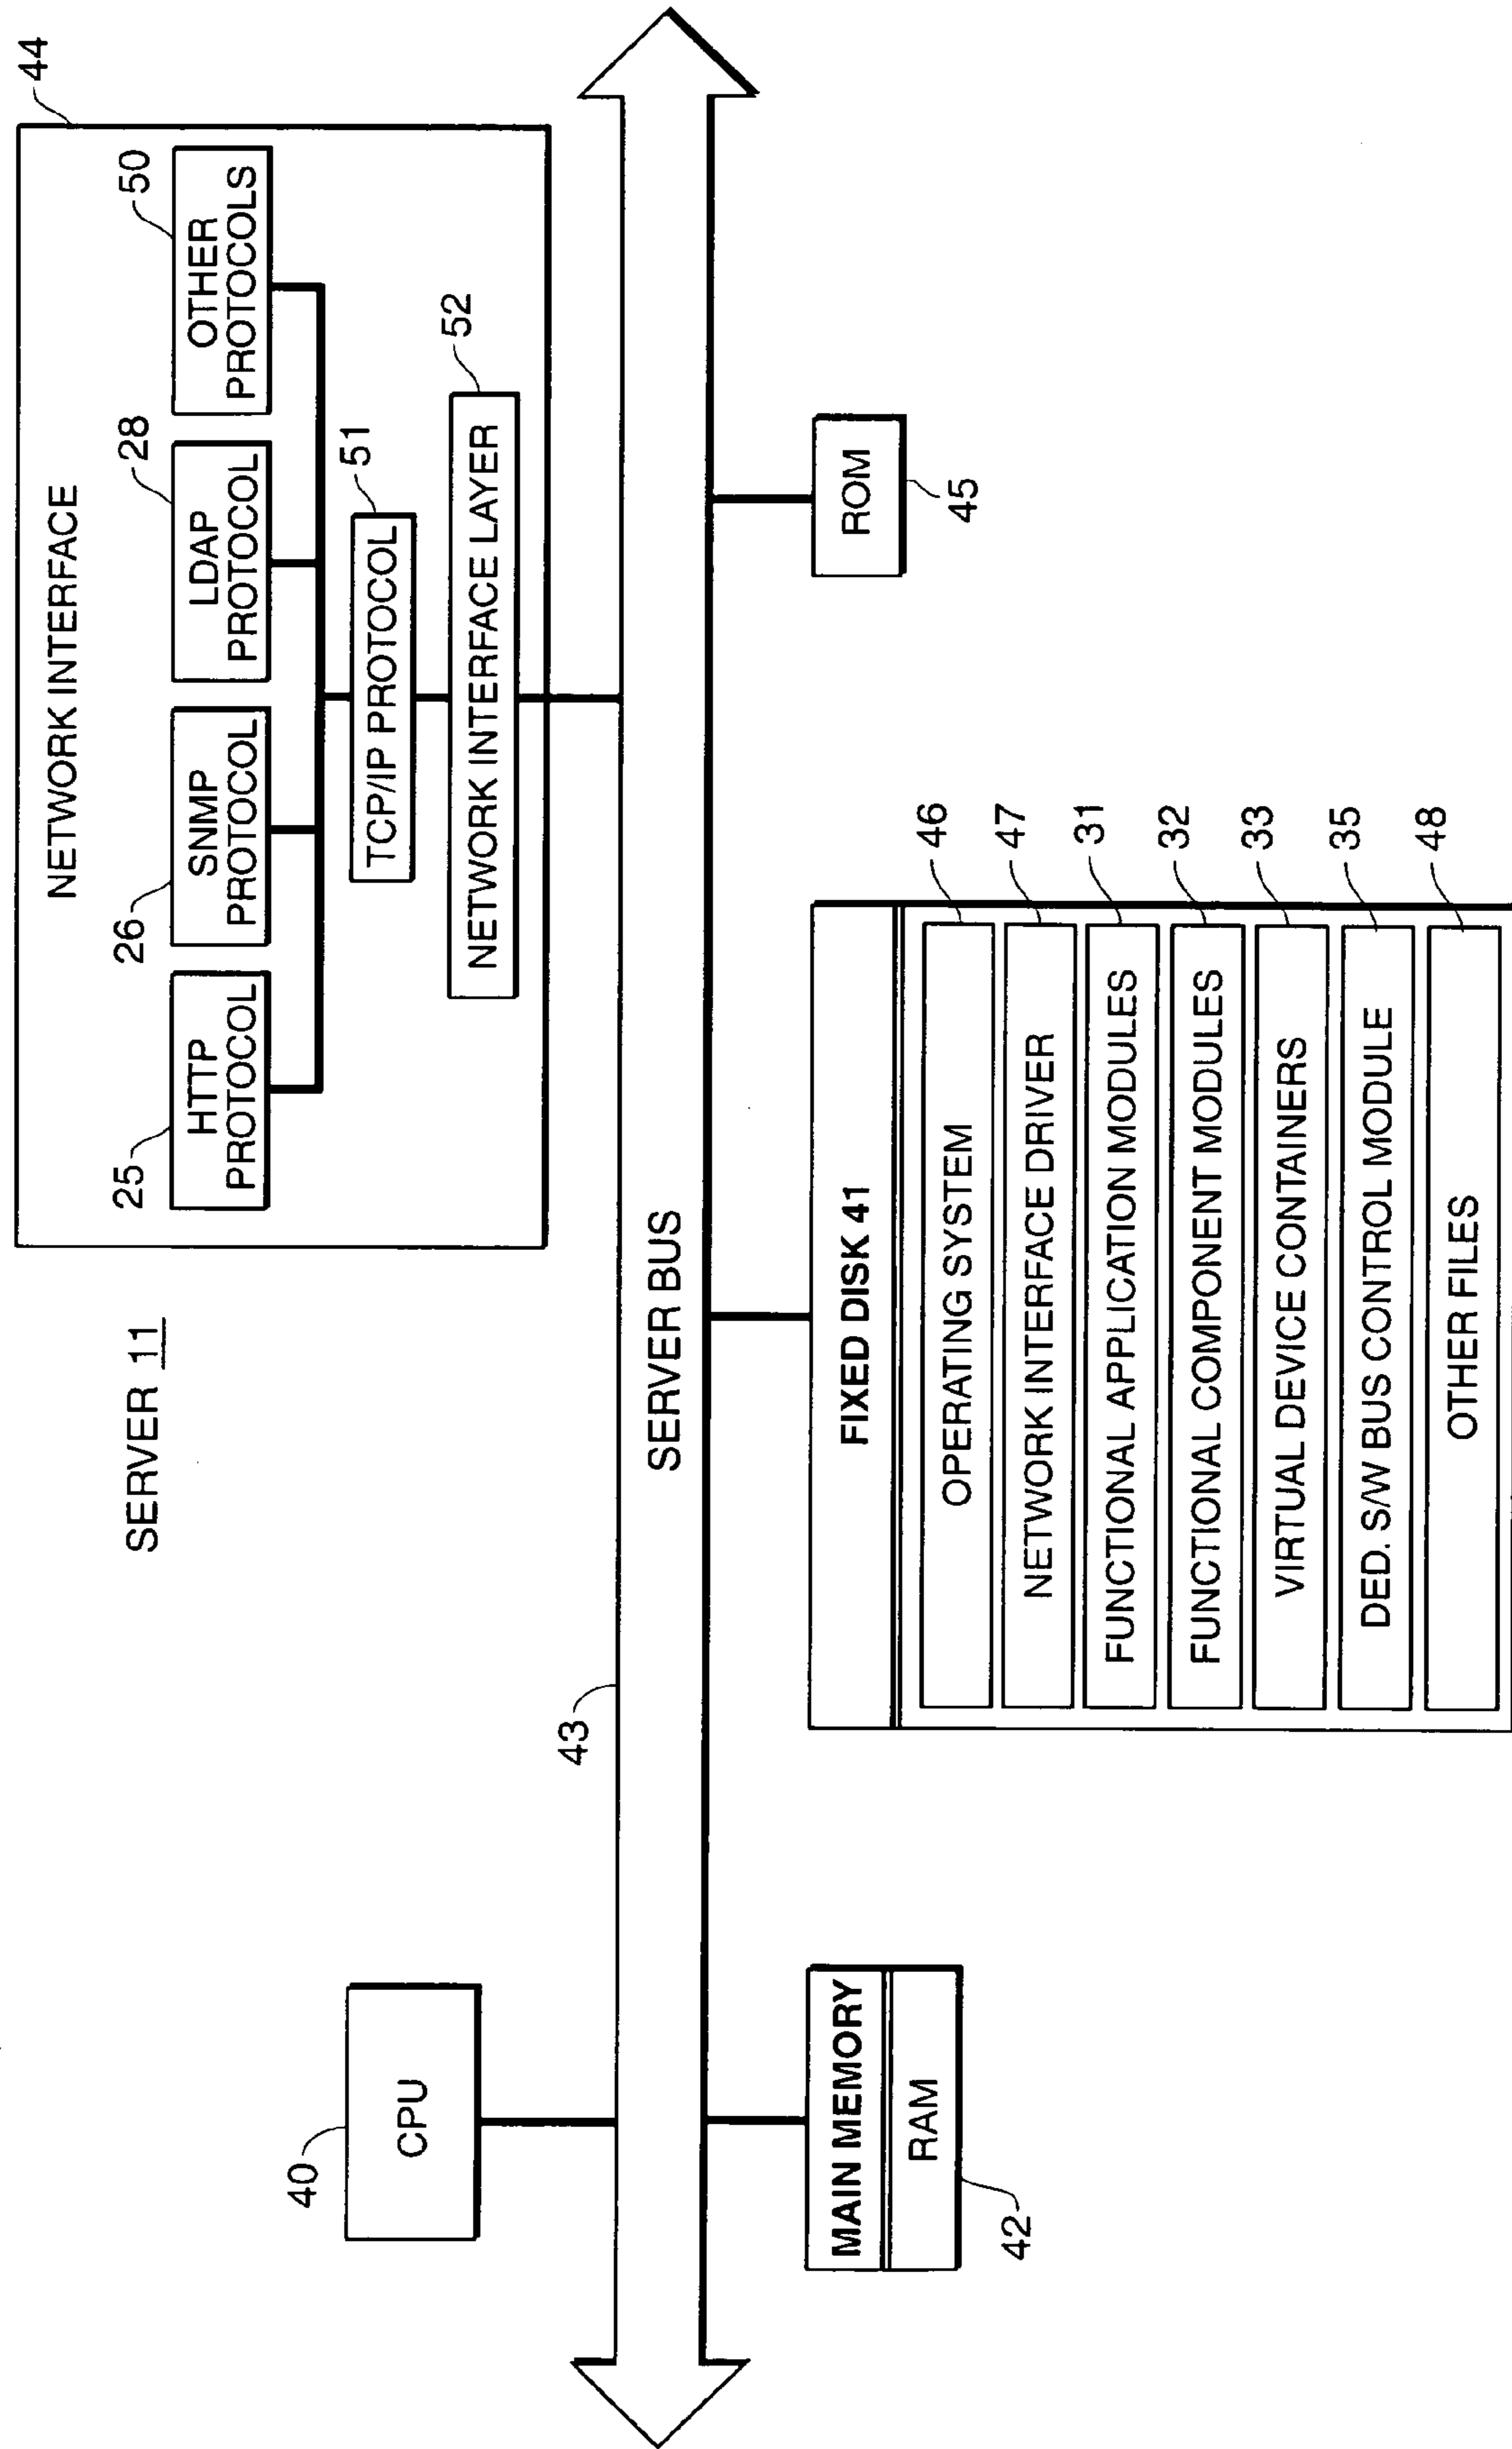 SERVER 11
44
NETWORK INTERFACE
25
HTTP
PROTOCOL
26
SNMP
PROTOCOL
28
LDAP
PROTOCOL
50
OTHER
PROTOCOLS
51
TCP/IP PROTOCOL
52
NETWORK INTERFACE LAYER
40
CPU
43
SERVER BUS
MAIN MEMORY
RAM
42
FIXED DISK 41
OPERATING SYSTEM
46
NETWORK INTERFACE DRIVER
47
FUNCTIONAL APPLICATION MODULES
31
FUNCTIONAL COMPONENT MODULES
32
VIRTUAL DEVICE CONTAINERS
33
DED. S/W BUS CONTROL MODULE
35
OTHER FILES
48
ROM
45